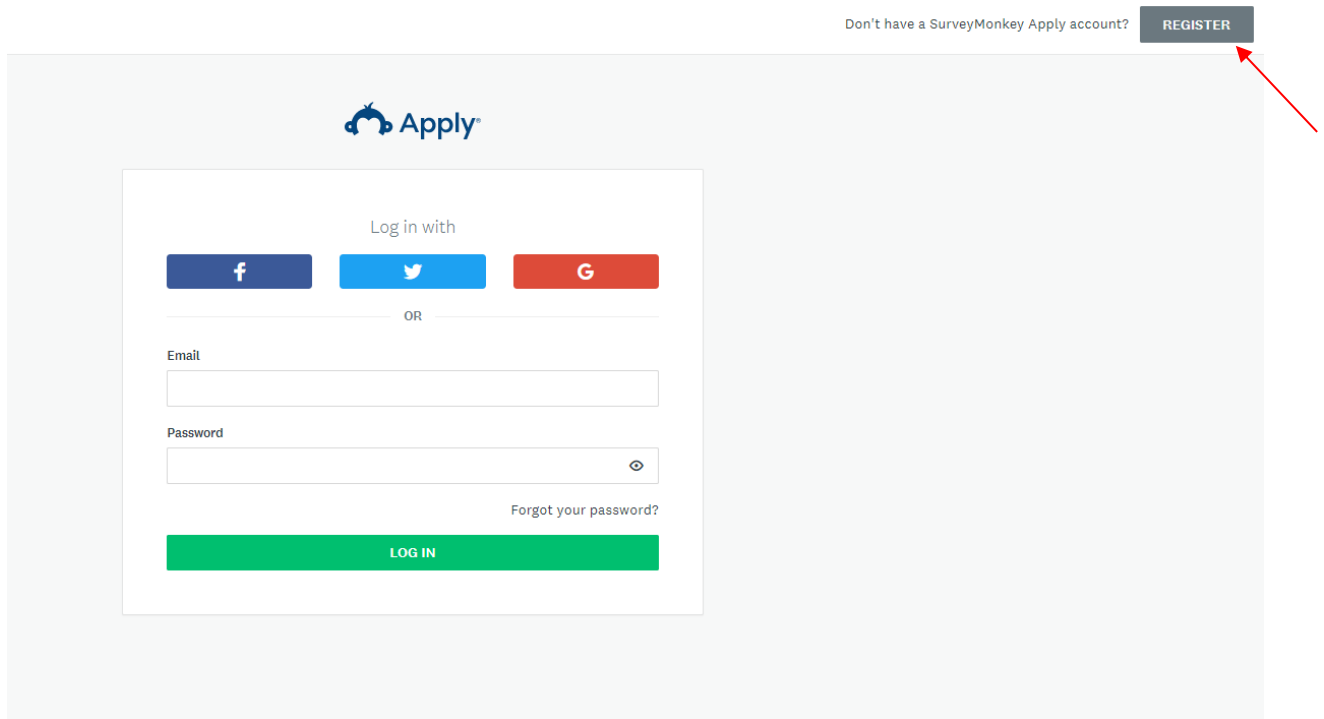 Don't have a SurveyMonkey Apply account? REGISTER
Apply®
Log in with
OR
Email
Password
Forgot your password?
LOG IN